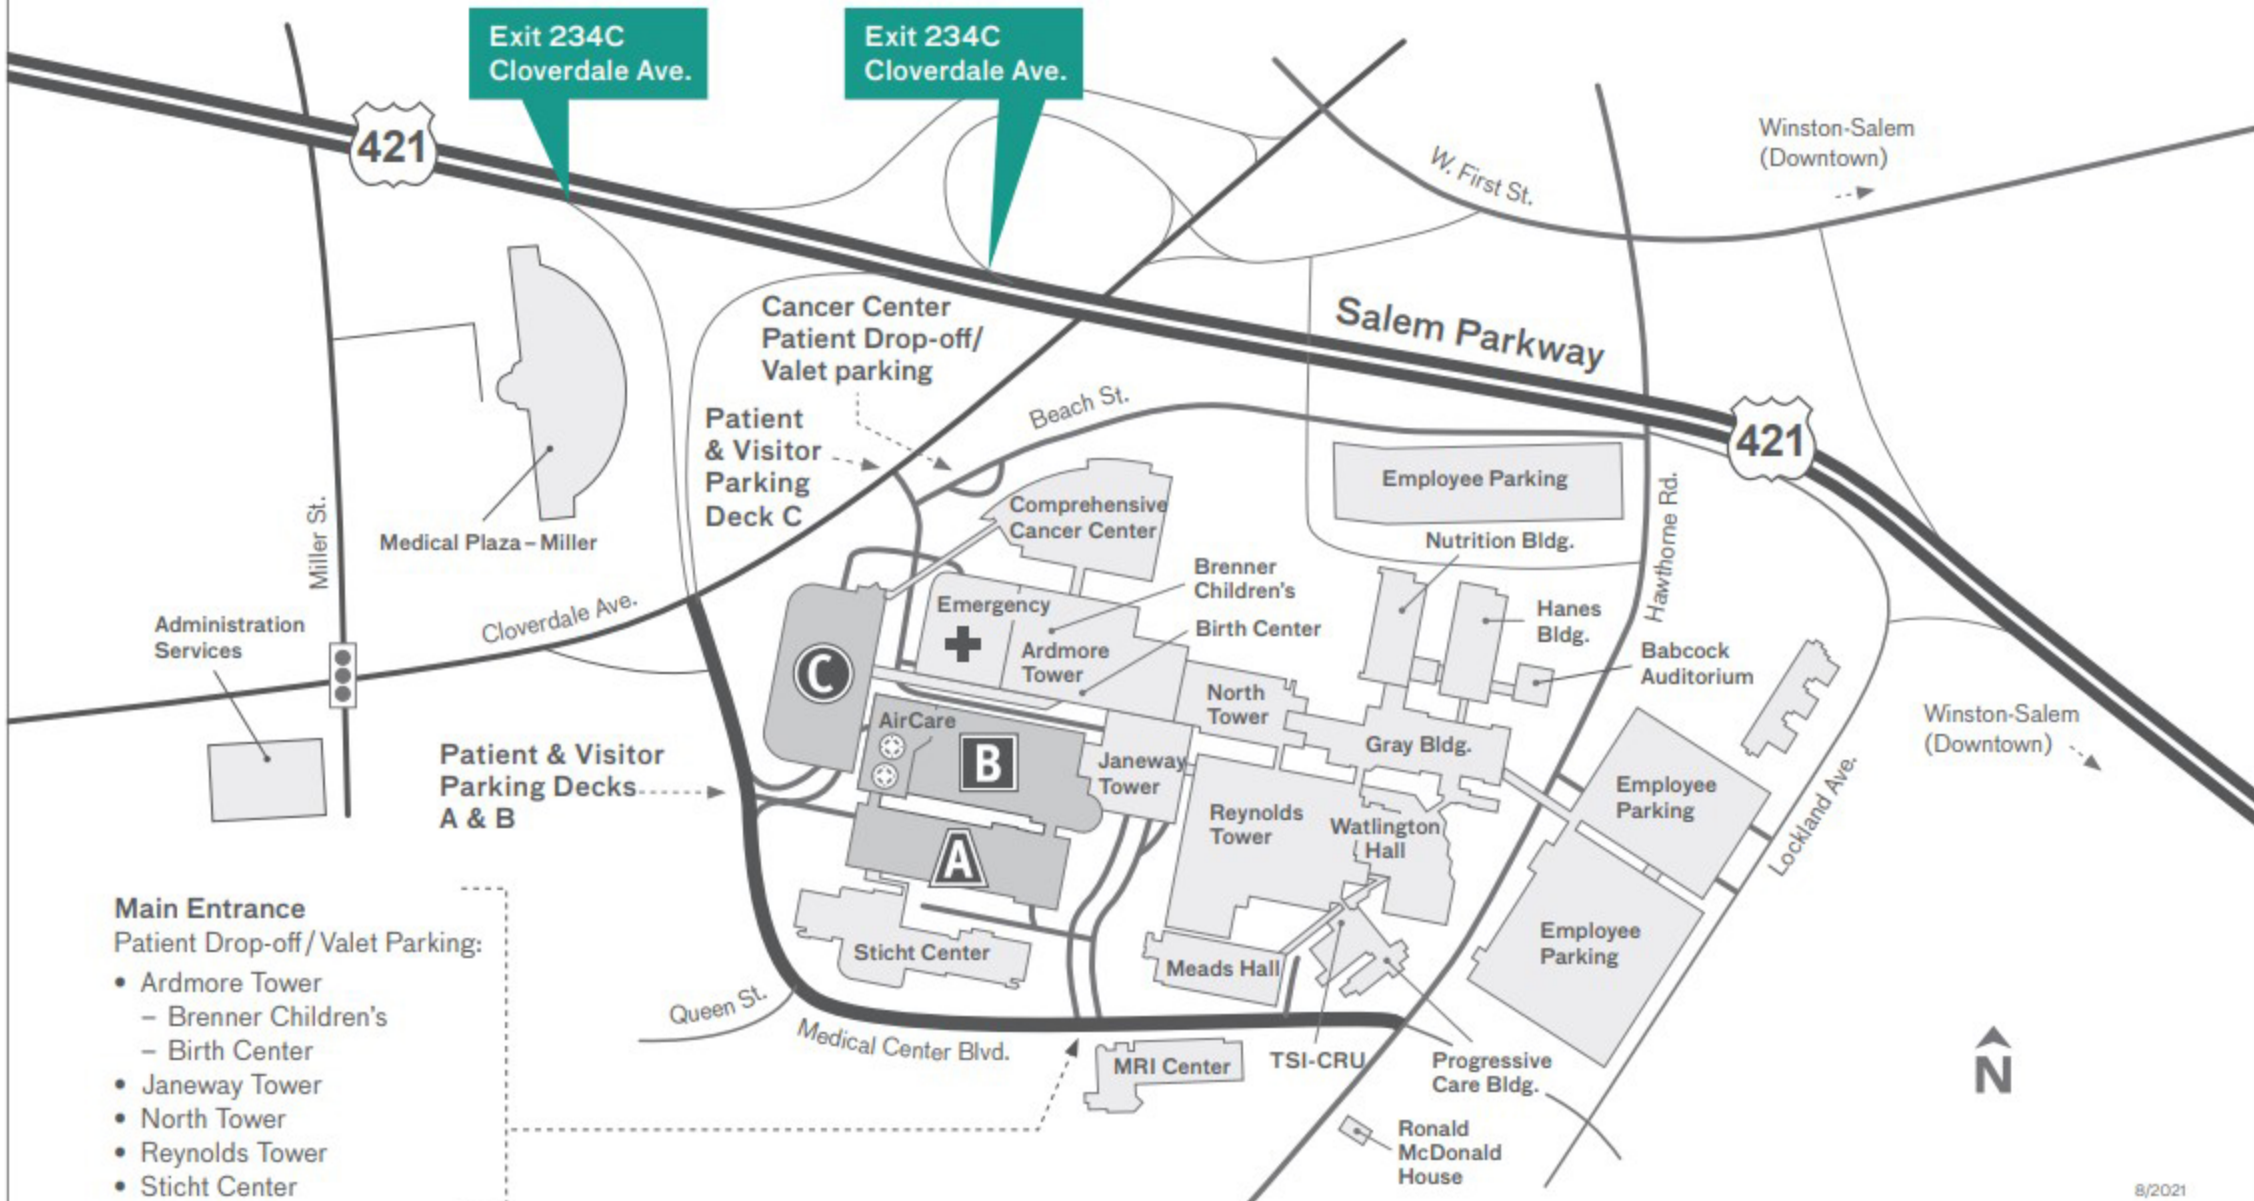 Exit 234C
Cloverdale Ave.
Exit 234C
Cloverdale Ave.
421
W. First St.
Winston-Salem
(Downtown)
Cancer Center
Patient Drop-off/
Valet parking
Salem Parkway
Patient
& Visitor
Parking
Deck C
Beach St.
421
Employee Parking
Medical Plaza – Miller
Miller St.
Comprehensive
Cancer Center
Nutrition Bldg.
Hawthorne Rd.
Brenner
Children's
Emergency
Hanes
Bldg.
Cloverdale Ave.
Administration
Services
Birth Center
Ardmore
Tower
Babcock
Auditorium
C
North
Tower
AirCare
Gray Bldg.
Winston-Salem
(Downtown)
Patient & Visitor
Parking Decks
A & B
B
Janeway
Tower
Employee
Parking
Lockland Ave.
Reynolds
Tower
Watlington
Hall
A
Employee
Parking
Sticht Center
Meads Hall
Main Entrance
Patient Drop-off / Valet Parking:
• Ardmore Tower
– Brenner Children's
– Birth Center
• Janeway Tower
• North Tower
• Reynolds Tower
• Sticht Center
Queen St.
Medical Center Blvd.
MRI Center
TSI-CRU
Progressive
Care Bldg.
N
Ronald
McDonald
House
8/2021